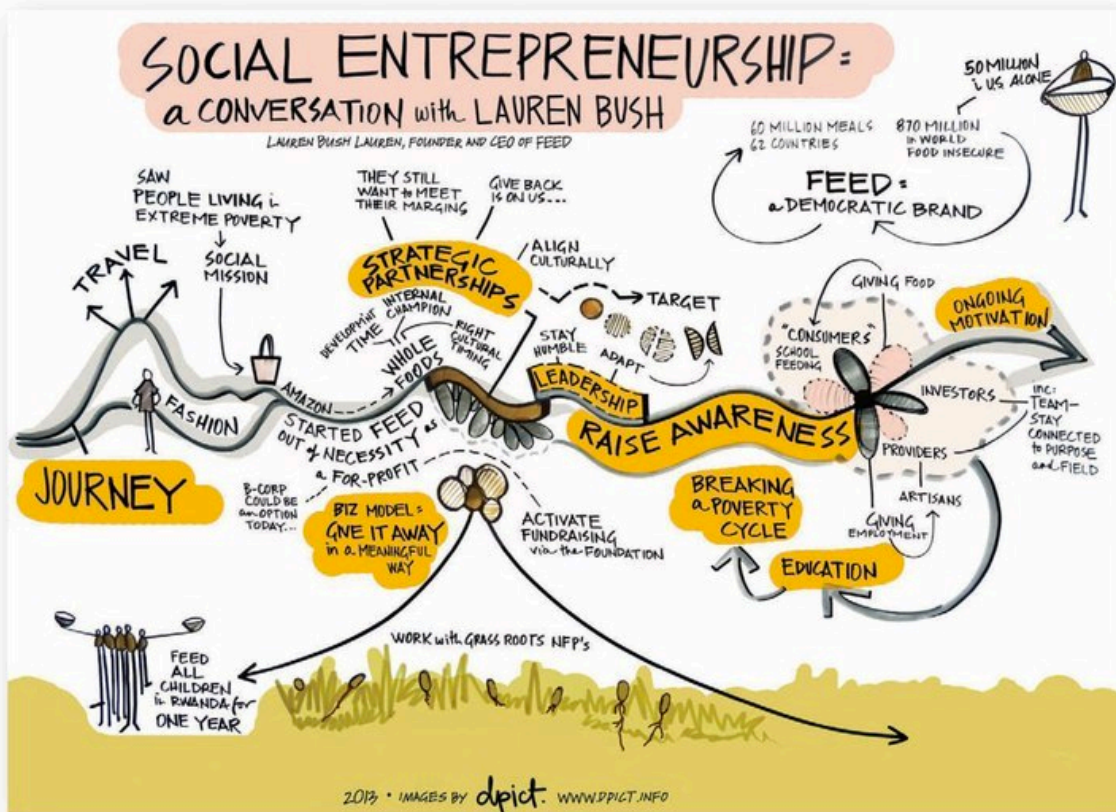 SOCIAL ENTREPRENEURSHIP:
a CONVERSATION with LAUREN BUSH
LAUREN BUSH LAUREN, FOUNDER AND CEO OF FEED
50 MILLION
i US ALONE
60 MILLION MEALS
62 COUNTRIES
870 MILLION
in WORLD
FOOD INSECURE
FEED:
a DEMOCRATIC BRAND
SAW
PEOPLE LIVING i
EXTREME POVERTY
SOCIAL
MISSION
TRAVEL
FASHION
JOURNEY
THEY STILL
WANT to MEET
THEIR MARGINS
GIVE BACK
IS ON US...
ALIGN
CULTURALLY
STRATEGIC
PARTNERSHIPS
INTERNAL
CHAMPION
DEVELOPMENT
TIME
RIGHT
CULTURAL
TIMING
WHOLE
FOODS
AMAZON
TARGET
STAY
HUMBLE
ADAPT
LEADERSHIP
STARTED FEED
OUT of NECESSITY as
a FOR-PROFIT
B-CORP
COULD BE
an OPTION
TODAY...
BIZ MODEL:
GIVE IT AWAY
in a MEANINGFUL
WAY
ACTIVATE
FUNDRAISING
via the FOUNDATION
RAISE AWARENESS
GIVING FOOD
"CONSUMERS"
SCHOOL
FEEDING
INVESTORS
INC:
TEAM-
STAY
CONNECTED
to PURPOSE
and FIELD
PROVIDERS
ARTISANS
GIVING
EMPLOYMENT
ONGOING
MOTIVATION
BREAKING
a POVERTY
CYCLE
EDUCATION
WORK with GRASS ROOTS NFP's
FEED
ALL
CHILDREN
in RWANDA for
ONE YEAR
2013 • IMAGES BY dpict. WWW.DPICT.INFO